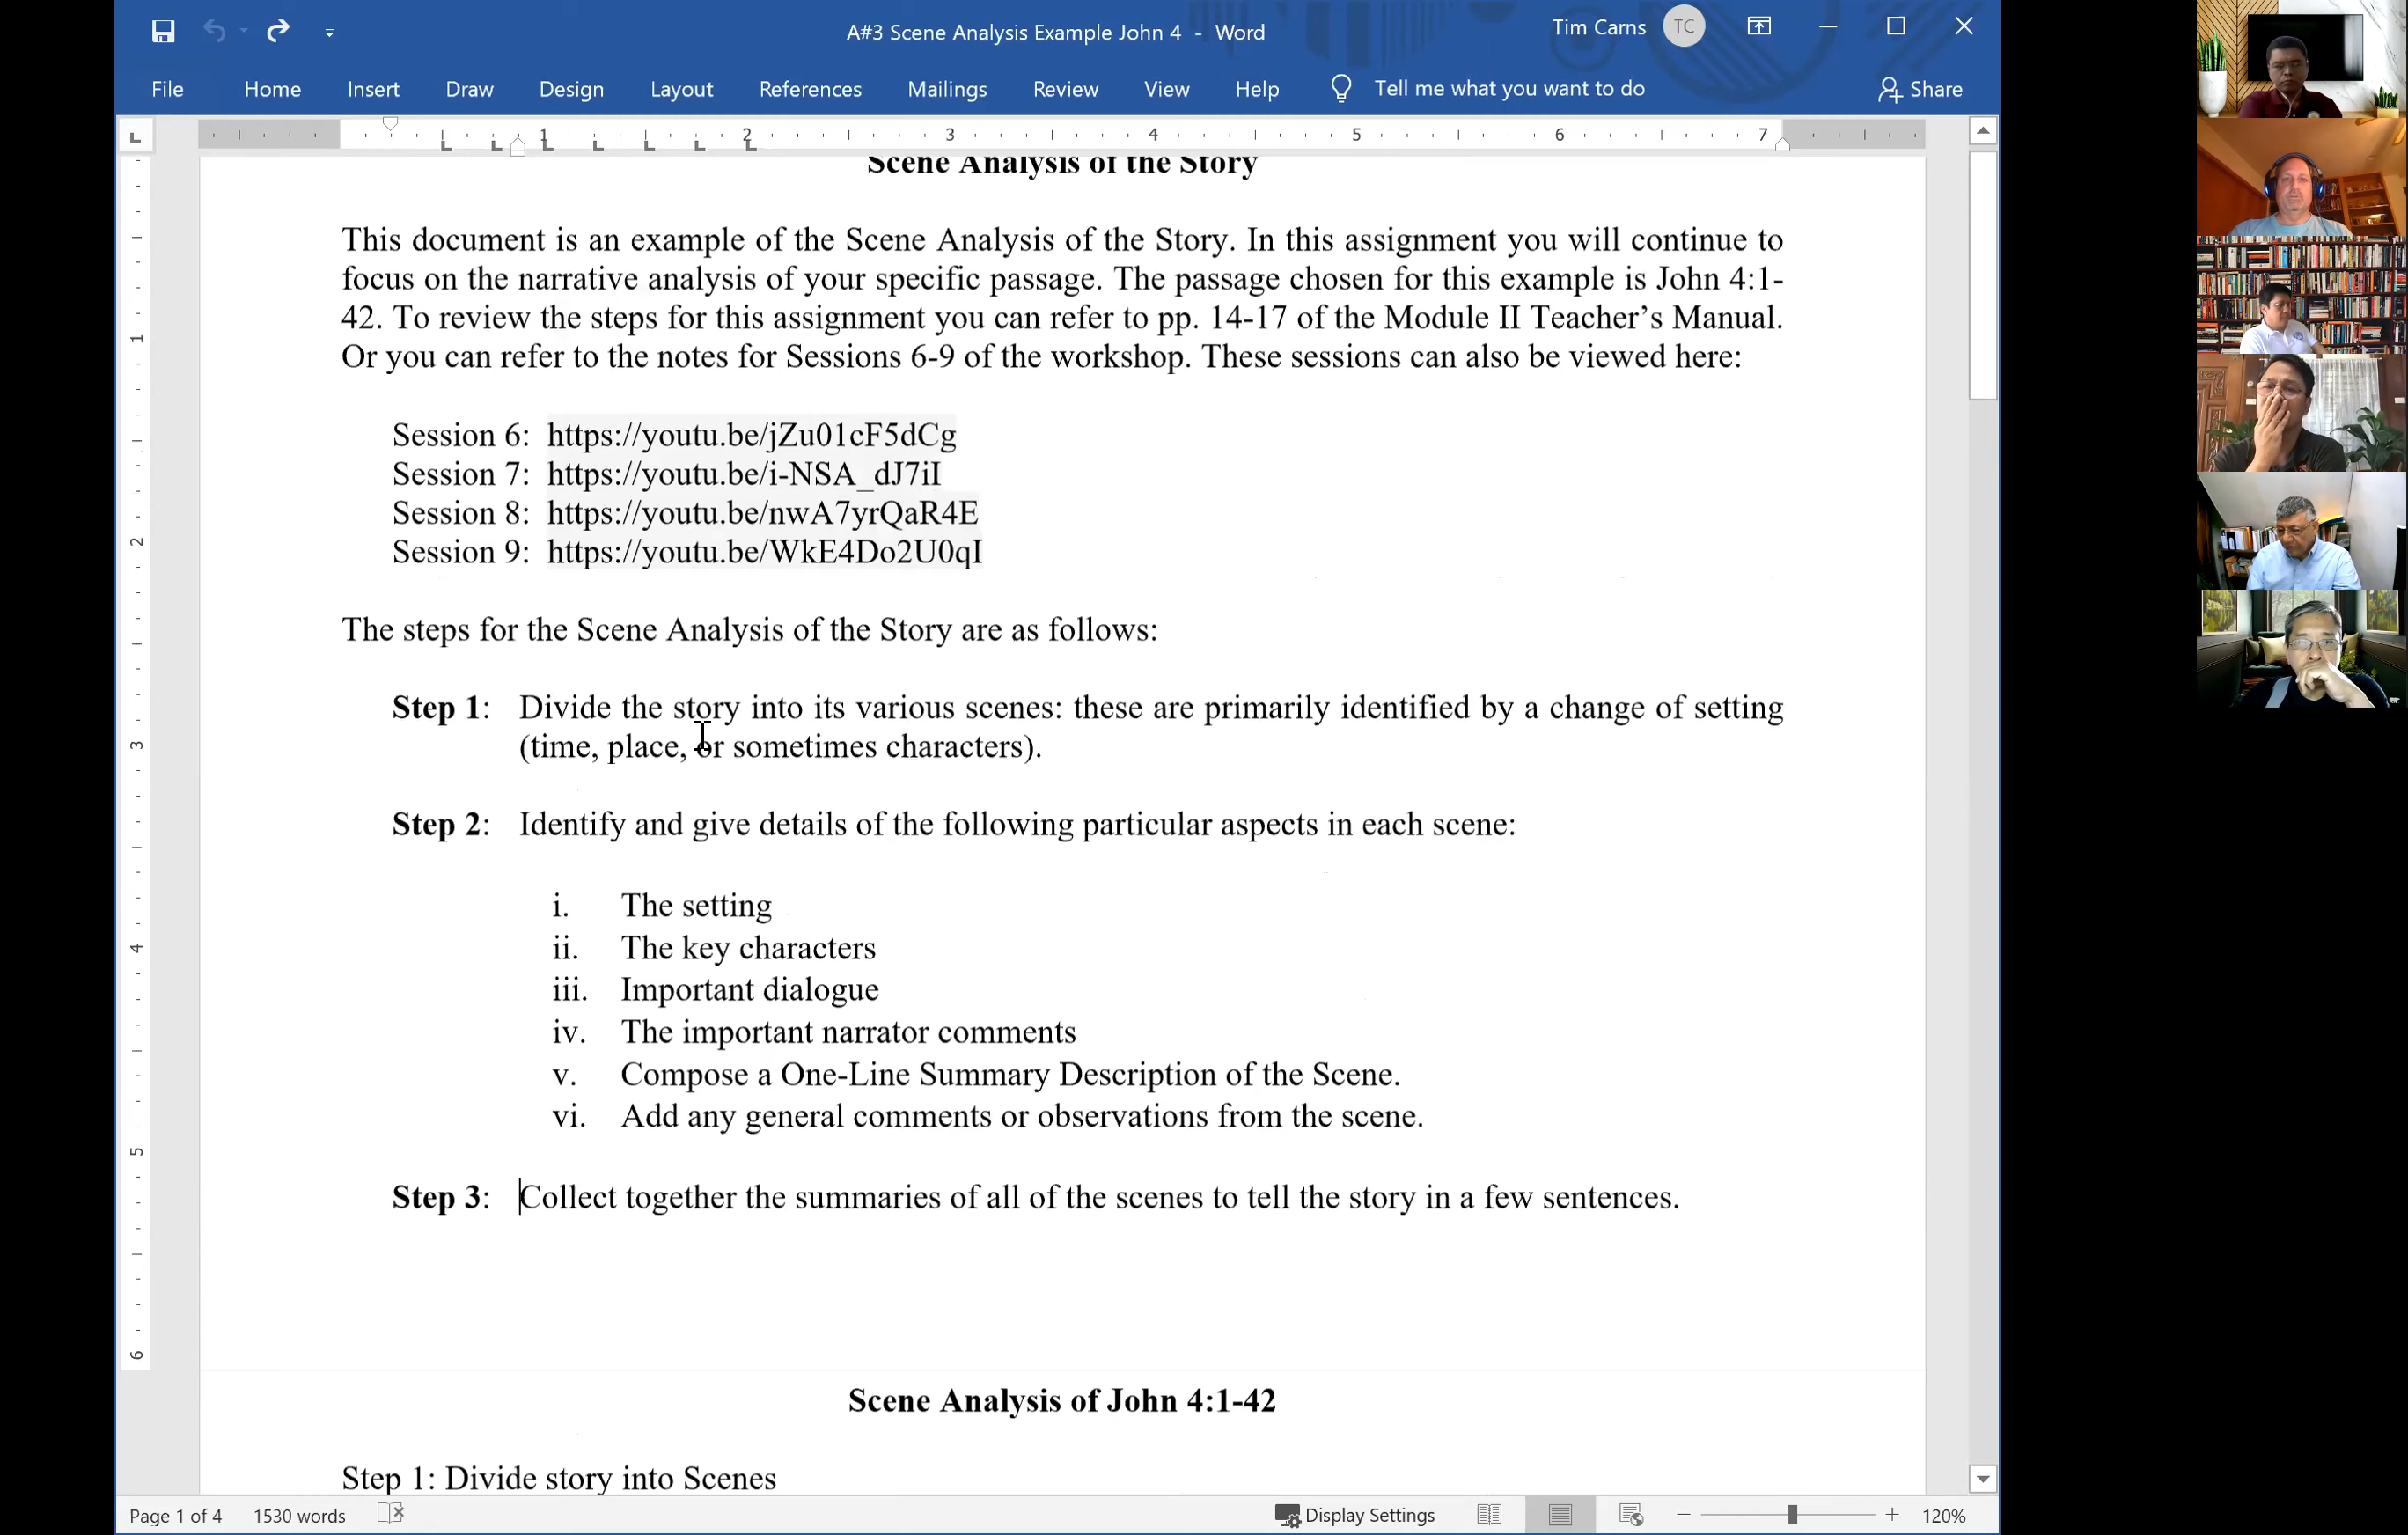 A#3 Scene Analysis Example John 4 - Word
Tim Carns TC
File Home Insert Draw Design Layout References Mailings Review View Help Tell me what you want to do Share
1 2 3 4 5 6 7
Scene Analysis of the Story
This document is an example of the Scene Analysis of the Story. In this assignment you will continue to
focus on the narrative analysis of your specific passage. The passage chosen for this example is John 4:1-
42. To review the steps for this assignment you can refer to pp. 14-17 of the Module II Teacher’s Manual.
Or you can refer to the notes for Sessions 6-9 of the workshop. These sessions can also be viewed here:
Session 6: https://youtu.be/jZu01cF5dCg
Session 7: https://youtu.be/i-NSA_dJ7iI
Session 8: https://youtu.be/nwA7yrQaR4E
Session 9: https://youtu.be/WkE4Do2U0qI
The steps for the Scene Analysis of the Story are as follows:
Step 1: Divide the story into its various scenes: these are primarily identified by a change of setting
(time, place, or sometimes characters).
Step 2: Identify and give details of the following particular aspects in each scene:
i. The setting
ii. The key characters
iii. Important dialogue
iv. The important narrator comments
v. Compose a One-Line Summary Description of the Scene.
vi. Add any general comments or observations from the scene.
Step 3: Collect together the summaries of all of the scenes to tell the story in a few sentences.
Scene Analysis of John 4:1-42
Step 1: Divide story into Scenes
1
2
3
4
5
6
Page 1 of 4 1530 words Display Settings 120%